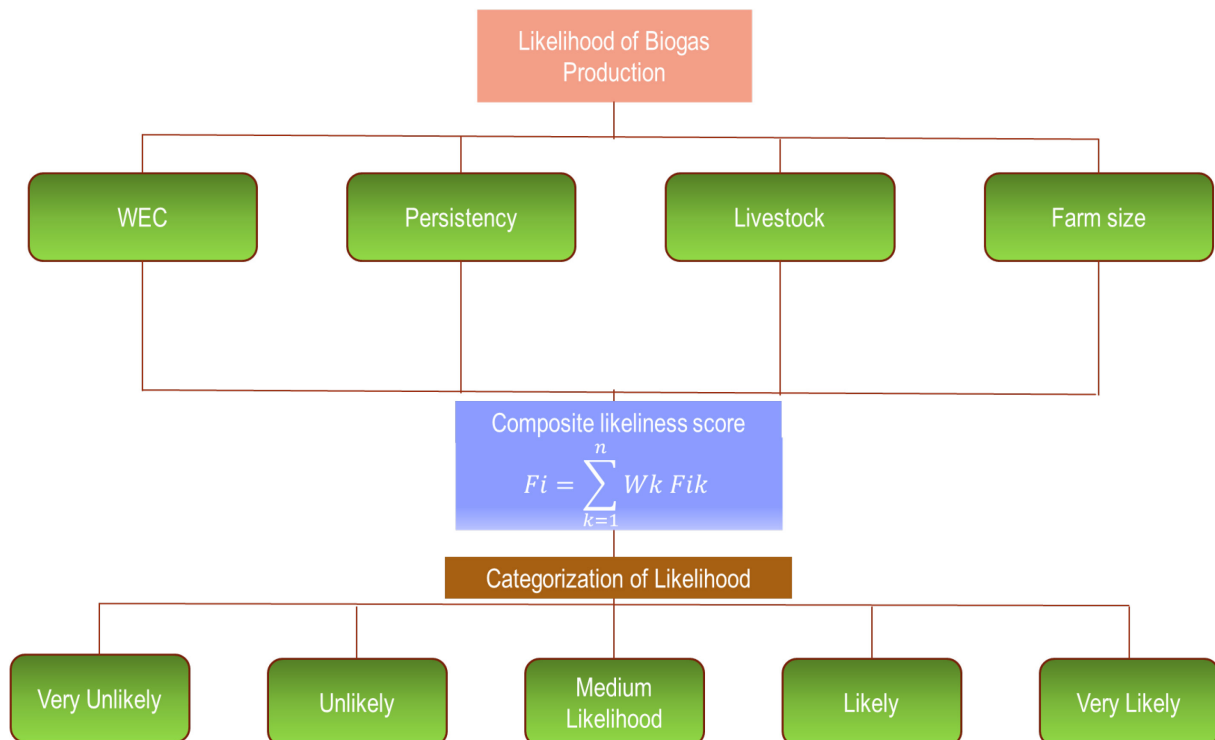 Likelihood of Biogas
Production
WEC
Persistency
Livestock
Farm size
Composite likeliness score
n
Fi = ∑ Wk Fik
k=1
Categorization of Likelihood
Very Unlikely
Unlikely
Medium
Likelihood
Likely
Very Likely